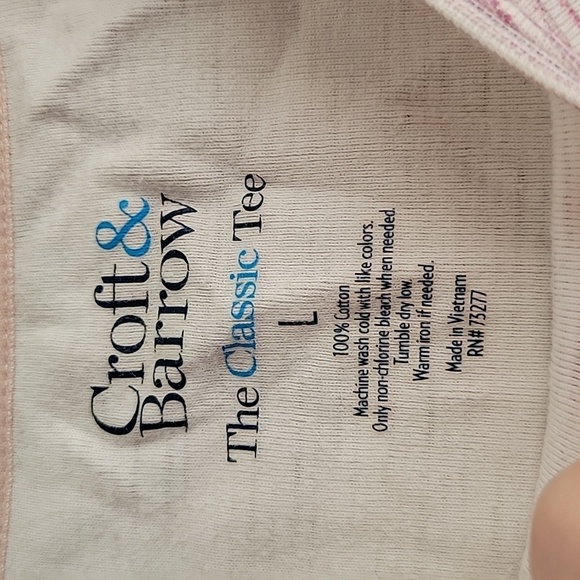 Croft&
Barrow
The Classic Tee
L
100% Cotton
Machine wash cold with like colors.
Only non-chlorine bleach when needed.
Tumble dry low.
Warm iron if needed.
Made in Vietnam
RN# 73277